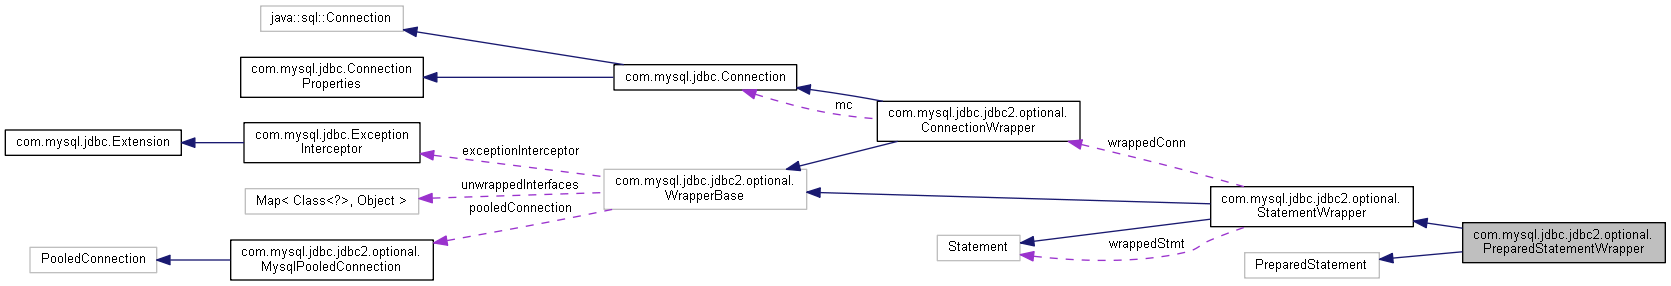 java::sql::Connection
com.mysql.jdbc.Connection
Properties
com.mysql.jdbc.Connection
mc
com.mysql.jdbc.jdbc2.optional.
ConnectionWrapper
com.mysql.jdbc.Extension
com.mysql.jdbc.Exception
Interceptor
exceptionInterceptor
wrappedConn
unwrappedInterfaces
com.mysql.jdbc.jdbc2.optional.
WrapperBase
Map< Class<?>, Object >
pooledConnection
com.mysql.jdbc.jdbc2.optional.
StatementWrapper
PooledConnection
com.mysql.jdbc.jdbc2.optional.
MysqlPooledConnection
Statement
wrappedStmt
PreparedStatement
com.mysql.jdbc.jdbc2.optional.
PreparedStatementWrapper